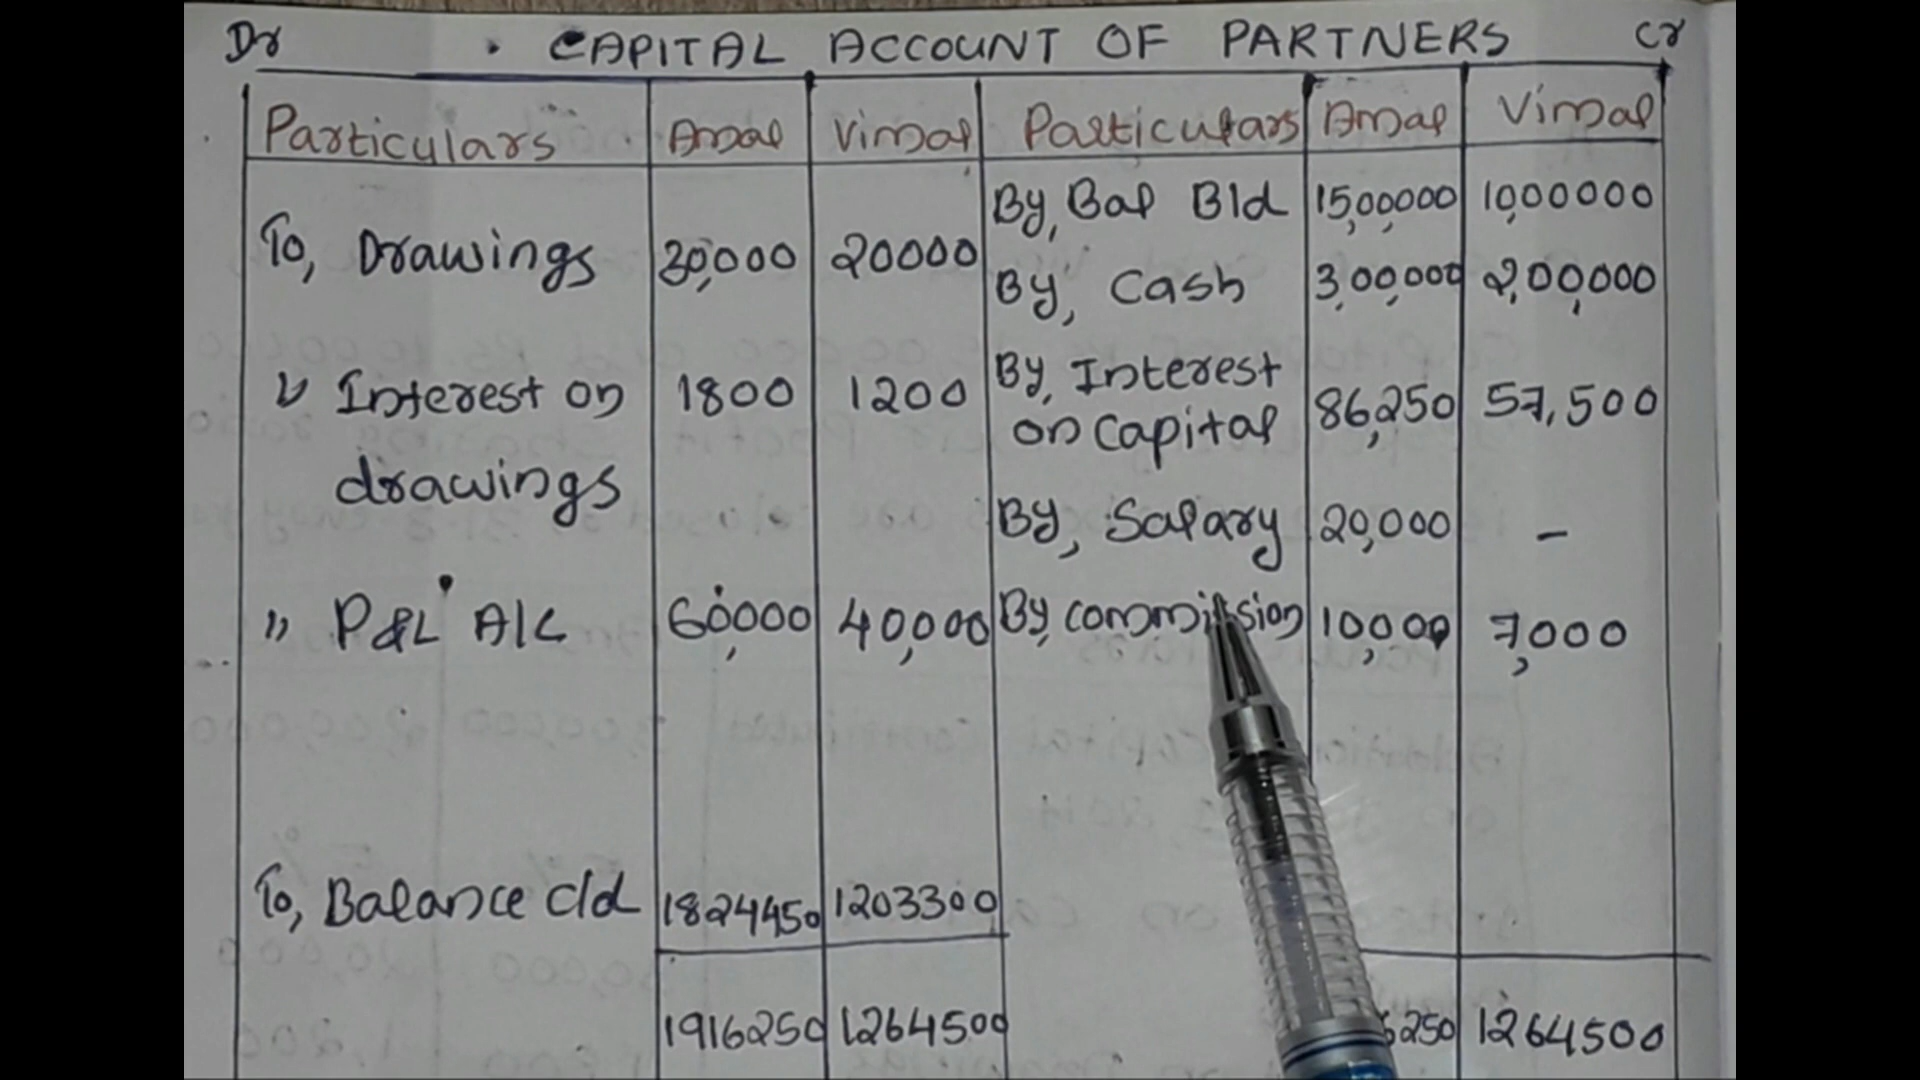 Dr CAPITAL ACCOUNT OF PARTNERS Cr
Particulars Amal Vimal Particulars Amal Vimal
By, Bal B/d 15,00,000 10,00000
To, Drawings 30,000 20000
By, Cash 3,00,000 2,00,000
By, Interest
" Interest on 1800 1200
on capital 86,250 57,500
drawings
By, Salary 20,000 -
" P&L A/C 60,000 40,000 By, commission 10,000 7,000
To, Balance c/d 1824450 1203300
1916250 1264500 6250 1264500